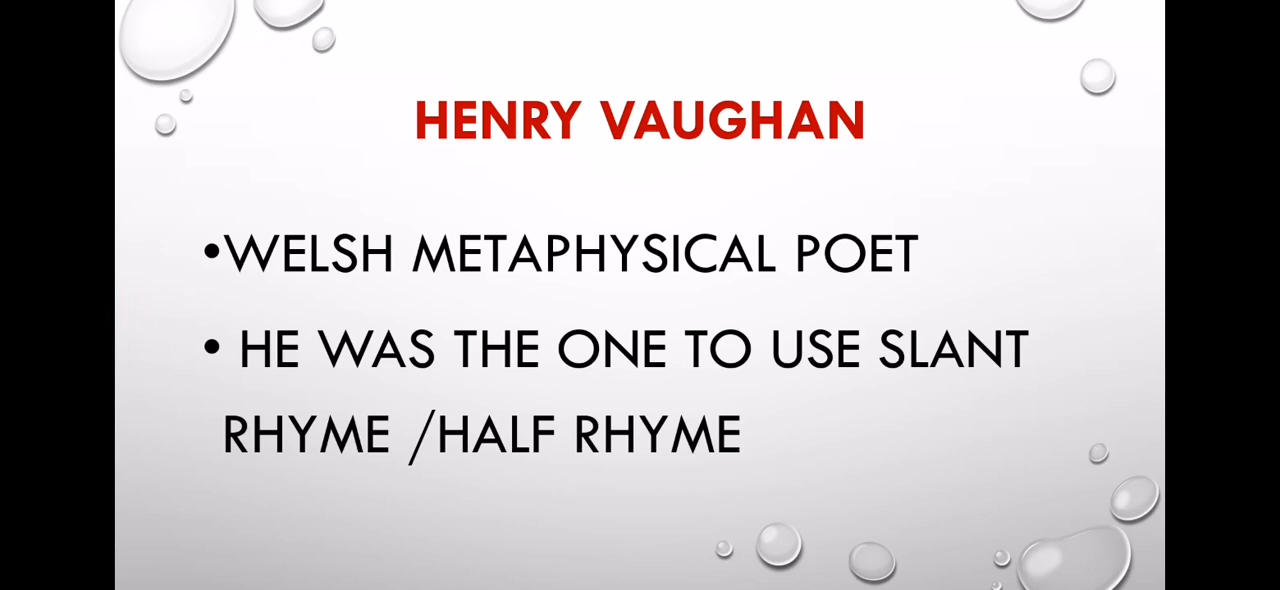 HENRY VAUGHAN
•WELSH METAPHYSICAL POET
• HE WAS THE ONE TO USE SLANT
RHYME /HALF RHYME